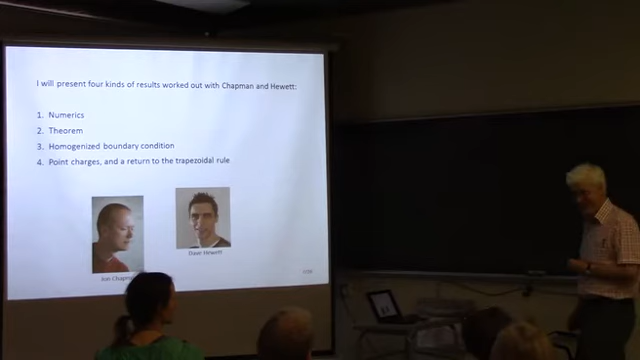 I will present four kinds of results worked out with Chapman and Hewett:
1. Numerics
2. Theorem
3. Homogenized boundary condition
4. Point charges, and a return to the trapezoidal rule
Dave Hewett
Jon